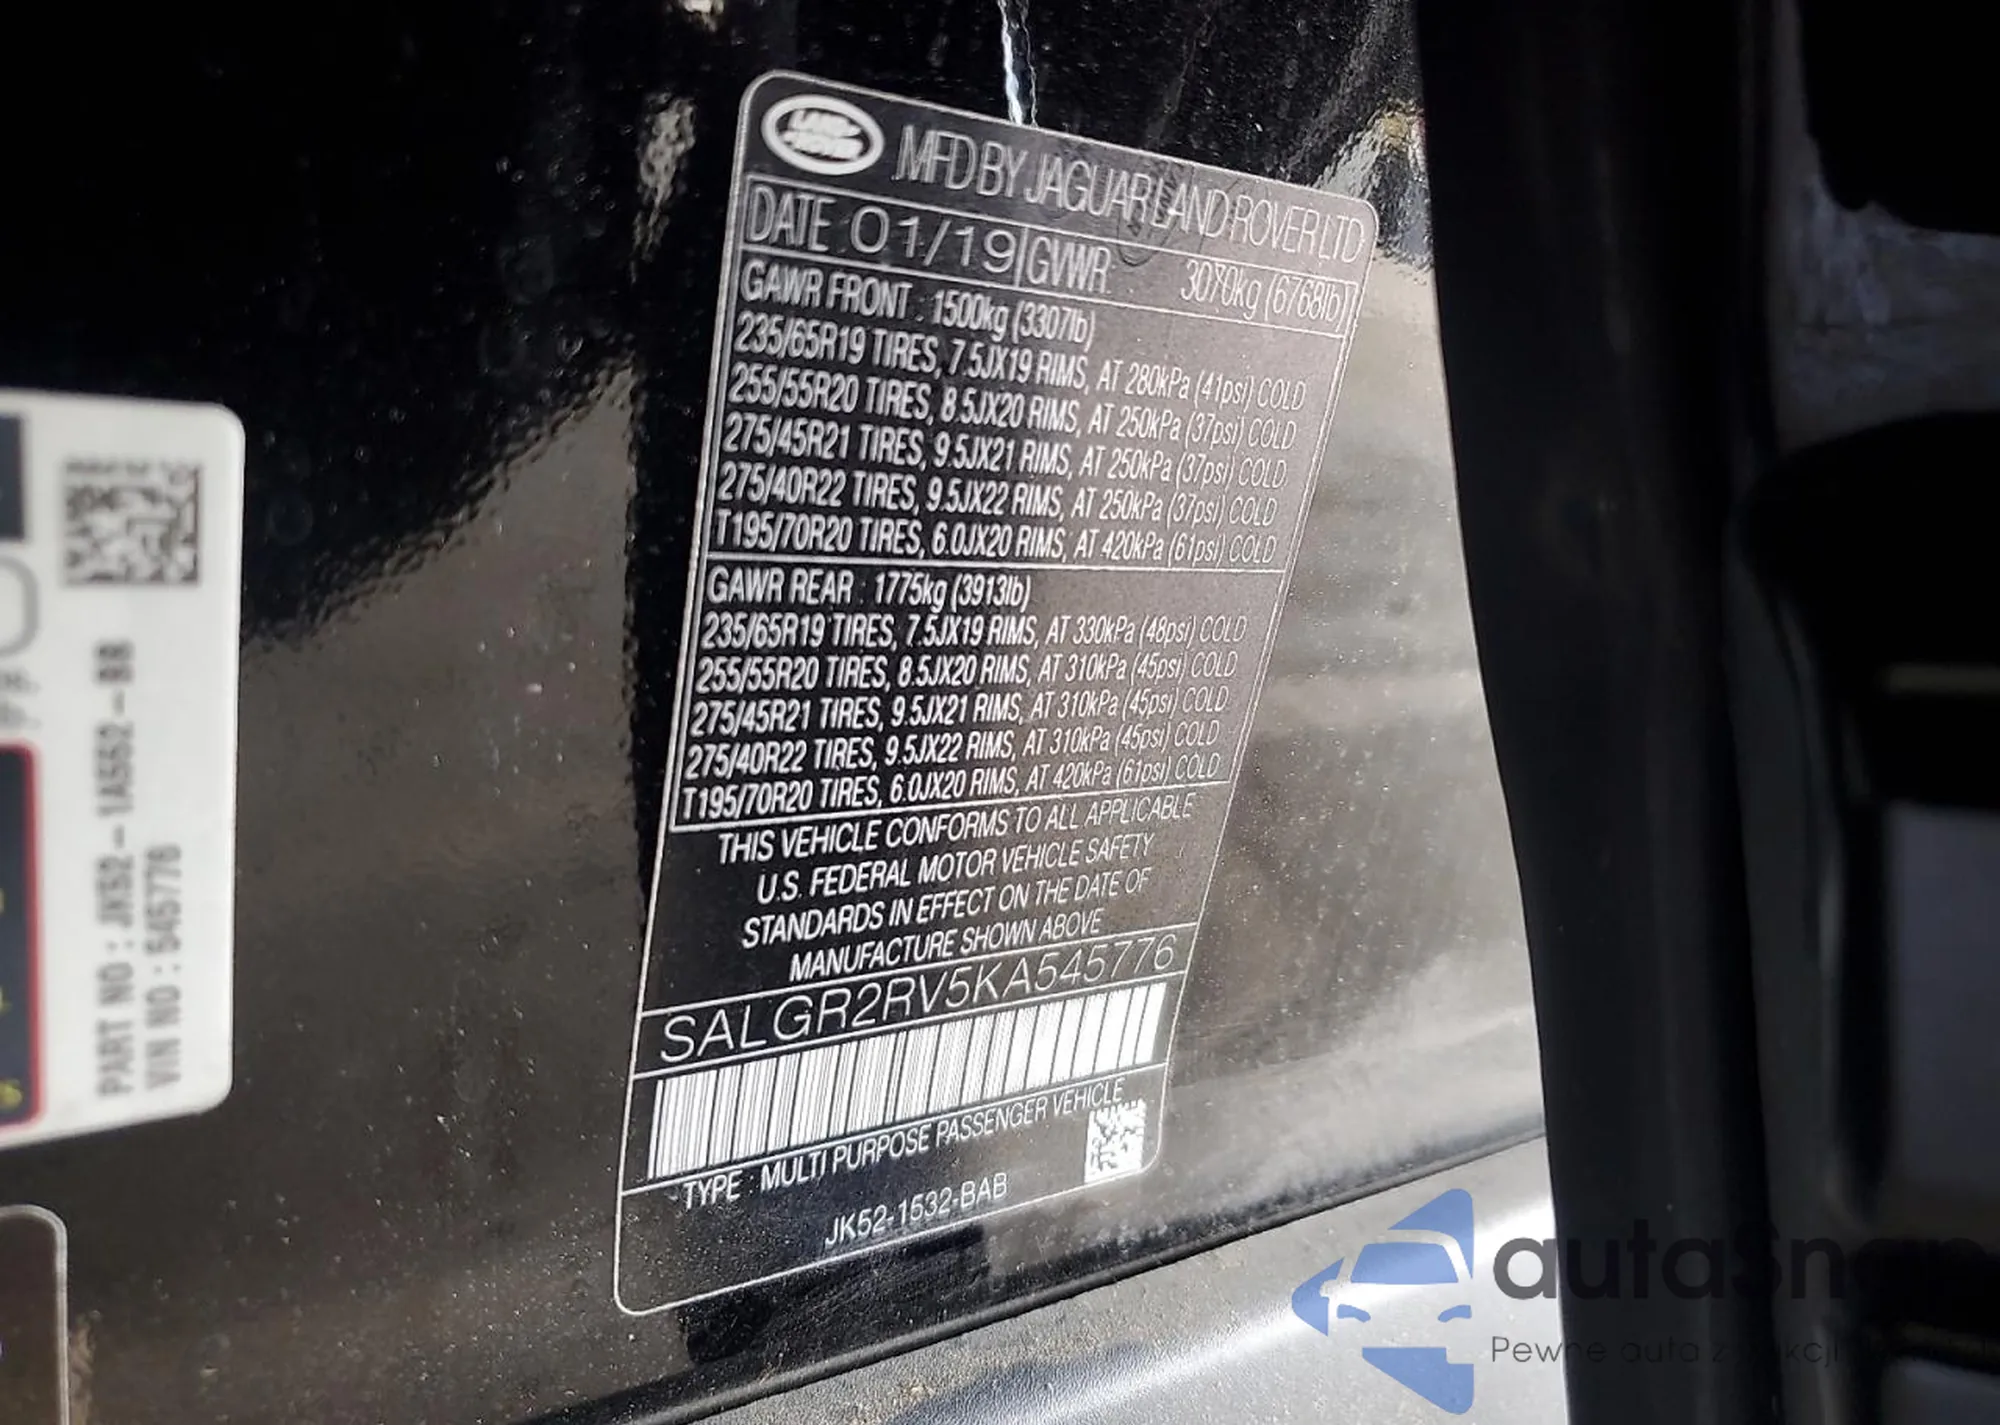 LAND ROVER
MFD BY JAGUAR LAND ROVER LTD
DATE 01/19 GVWR 3070kg (6768lb)
GAWR FRONT : 1500kg (3307lb)
235/65R19 TIRES, 7.5JX19 RIMS, AT 280kPa (41psi) COLD
255/55R20 TIRES, 8.5JX20 RIMS, AT 250kPa (37psi) COLD
275/45R21 TIRES, 9.5JX21 RIMS, AT 250kPa (37psi) COLD
275/40R22 TIRES, 9.5JX22 RIMS, AT 250kPa (37psi) COLD
T195/70R20 TIRES, 6.0JX20 RIMS, AT 420kPa (61psi) COLD
GAWR REAR : 1775kg (3913lb)
235/65R19 TIRES, 7.5JX19 RIMS, AT 330kPa (48psi) COLD
255/55R20 TIRES, 8.5JX20 RIMS, AT 310kPa (45psi) COLD
275/45R21 TIRES, 9.5JX21 RIMS, AT 310kPa (45psi) COLD
275/40R22 TIRES, 9.5JX22 RIMS, AT 310kPa (45psi) COLD
T195/70R20 TIRES, 6.0JX20 RIMS, AT 420kPa (61psi) COLD
THIS VEHICLE CONFORMS TO ALL APPLICABLE
U.S. FEDERAL MOTOR VEHICLE SAFETY
STANDARDS IN EFFECT ON THE DATE OF
MANUFACTURE SHOWN ABOVE
SALGR2RV5KA545776
TYPE : MULTI PURPOSE PASSENGER VEHICLE
JK52-1532-BAB
PART NO : JK52-1A552-BB
VIN NO : 545776
autasnap
Pewne auta z